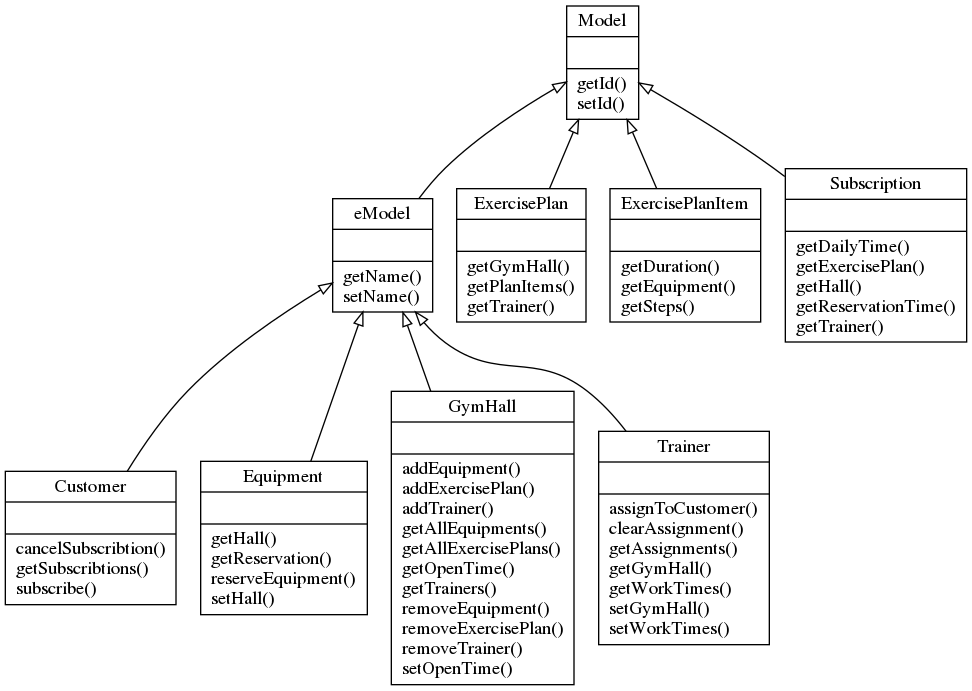 Model
getId()
setId()
eModel
getName()
setName()
ExercisePlan
getGymHall()
getPlanItems()
getTrainer()
ExercisePlanItem
getDuration()
getEquipment()
getSteps()
Subscription
getDailyTime()
getExercisePlan()
getHall()
getReservationTime()
getTrainer()
Customer
cancelSubscribtion()
getSubscribtions()
subscribe()
Equipment
getHall()
getReservation()
reserveEquipment()
setHall()
GymHall
addEquipment()
addExercisePlan()
addTrainer()
getAllEquipments()
getAllExercisePlans()
getOpenTime()
getTrainers()
removeEquipment()
removeExercisePlan()
removeTrainer()
setOpenTime()
Trainer
assignToCustomer()
clearAssignment()
getAssignments()
getGymHall()
getWorkTimes()
setGymHall()
setWorkTimes()